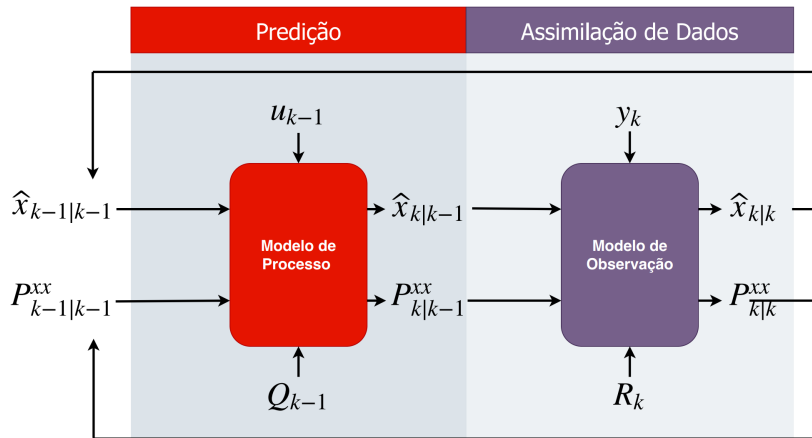 Predição
Assimilação de Dados
u_{k−1}
y_k
x̂_{k−1|k−1}
Modelo de
Processo
x̂_{k|k−1}
Modelo de
Observação
x̂_{k|k}
P^{xx}_{k−1|k−1}
P^{xx}_{k|k−1}
P^{xx}_{k|k}
Q_{k−1}
R_k